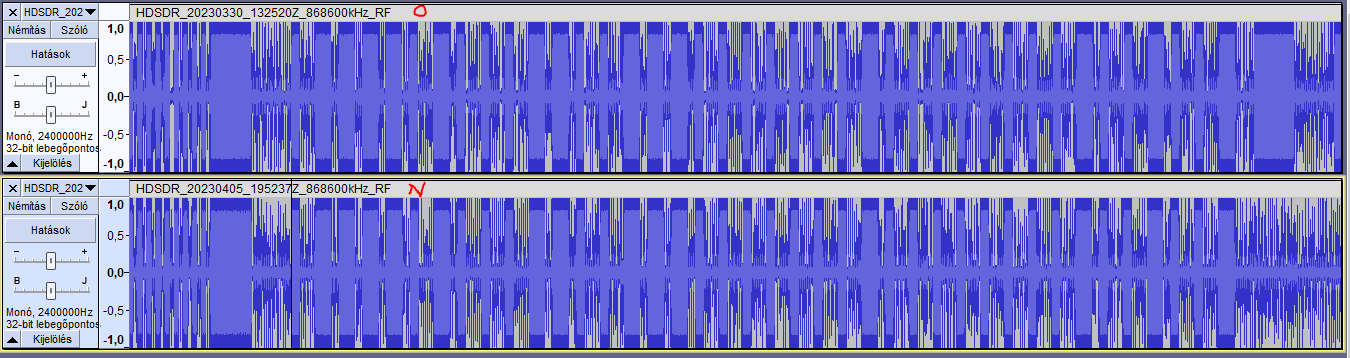 HDSDR_202
HDSDR_20230330_132520Z_868600kHz_RF O
Némítás Szóló
Hatások
- +
B J
Monó, 2400000Hz
32-bit lebegőpontos
Kijelölés
1,0
0,5
0,0
-0,5
-1,0
HDSDR_202
HDSDR_20230405_195237Z_868600kHz_RF N
Némítás Szóló
Hatások
- +
B J
Monó, 2400000Hz
32-bit lebegőpontos
Kijelölés
1,0
0,5
0,0
-0,5
-1,0